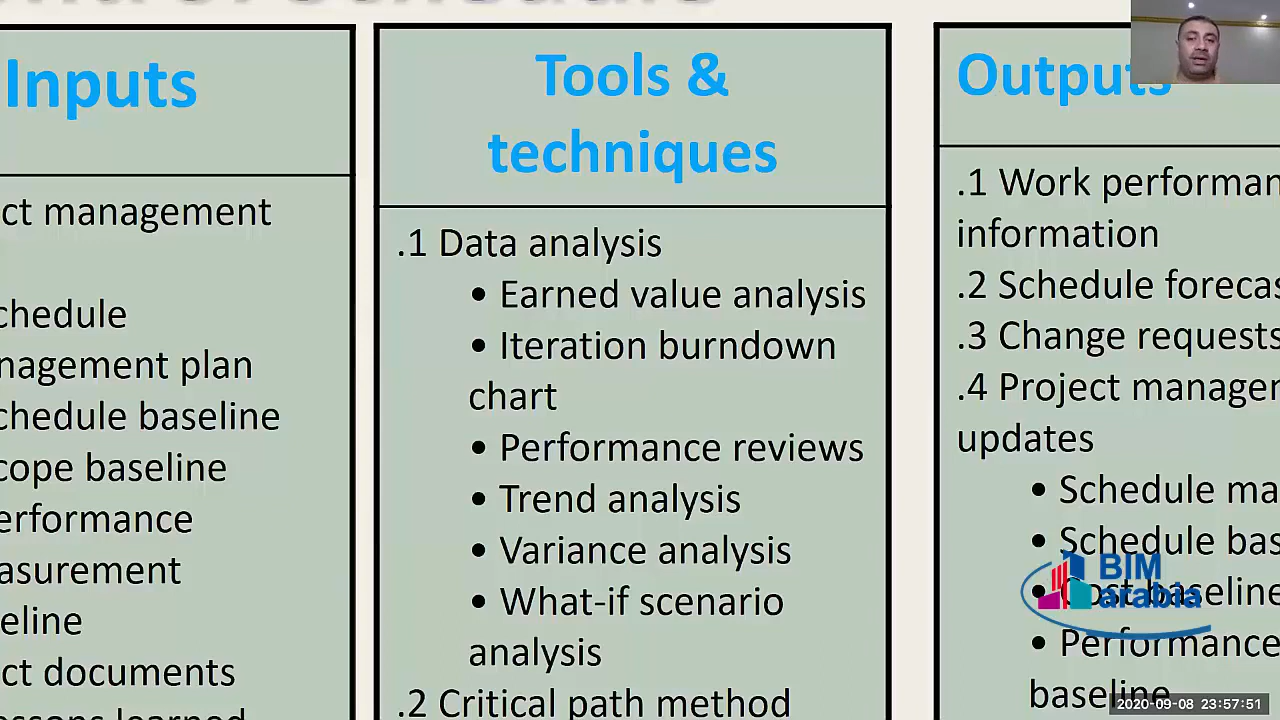 Inputs
ct management
chedule
nagement plan
chedule baseline
cope baseline
erformance
asurement
eline
ct documents
Tools &
techniques
.1 Data analysis
• Earned value analysis
• Iteration burndown
chart
• Performance reviews
• Trend analysis
• Variance analysis
• What-if scenario
analysis
.2 Critical path method
Outputs
.1 Work performan
information
.2 Schedule forecas
.3 Change requests
.4 Project manager
updates
• Schedule ma
• Schedule bas
• Cost baseline
• Performance
baseline
BIM
arabia
2020-09-08 23:57:51